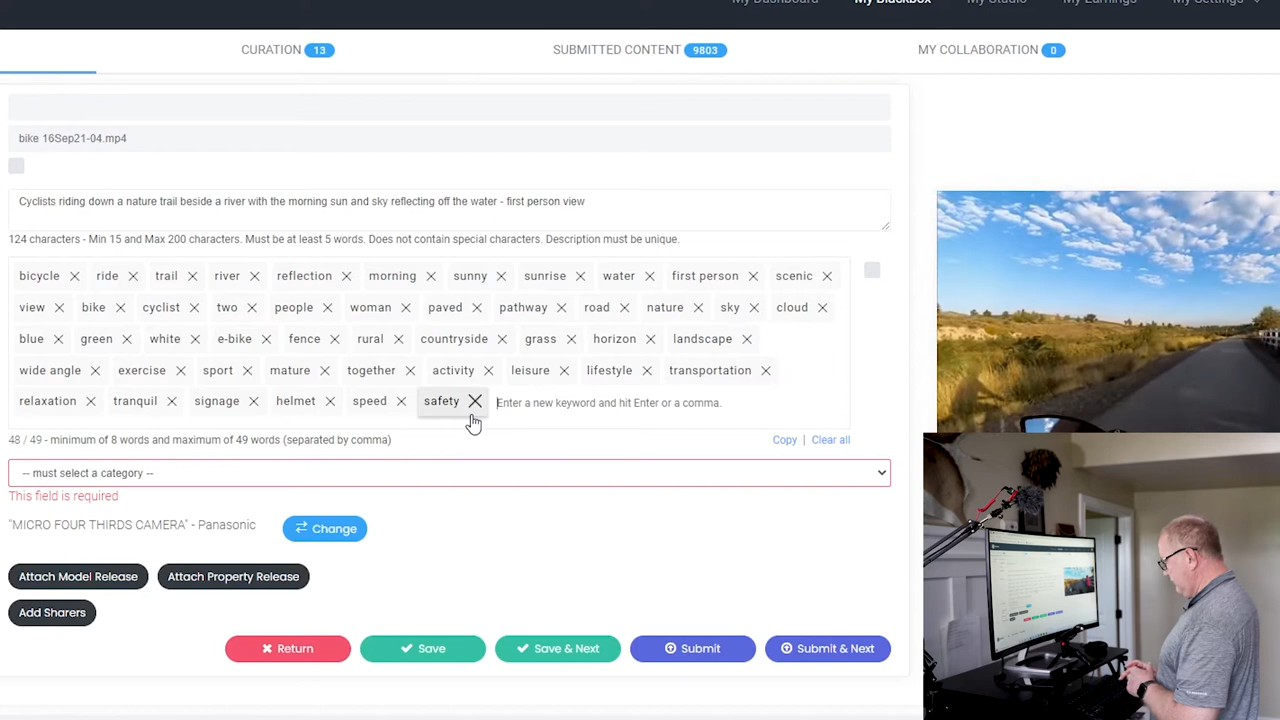 My Dashboard My Blackbox My Studio My Earnings My Settings
CURATION 13 SUBMITTED CONTENT 9803 MY COLLABORATION 0
bike 16Sep21-04.mp4
Cyclists riding down a nature trail beside a river with the morning sun and sky reflecting off the water - first person view
124 characters - Min 15 and Max 200 characters. Must be at least 5 words. Does not contain special characters. Description must be unique.
bicycle ride trail river reflection morning sunny sunrise water first person scenic
view bike cyclist two people woman paved pathway road nature sky cloud
blue green white e-bike fence rural countryside grass horizon landscape
wide angle exercise sport mature together activity leisure lifestyle transportation
relaxation tranquil signage helmet speed safety Enter a new keyword and hit Enter or a comma.
48 / 49 - minimum of 8 words and maximum of 49 words (separated by comma) Copy | Clear all
-- must select a category --
This field is required
"MICRO FOUR THIRDS CAMERA" - Panasonic Change
Attach Model Release Attach Property Release
Add Sharers
Return Save Save & Next Submit Submit & Next